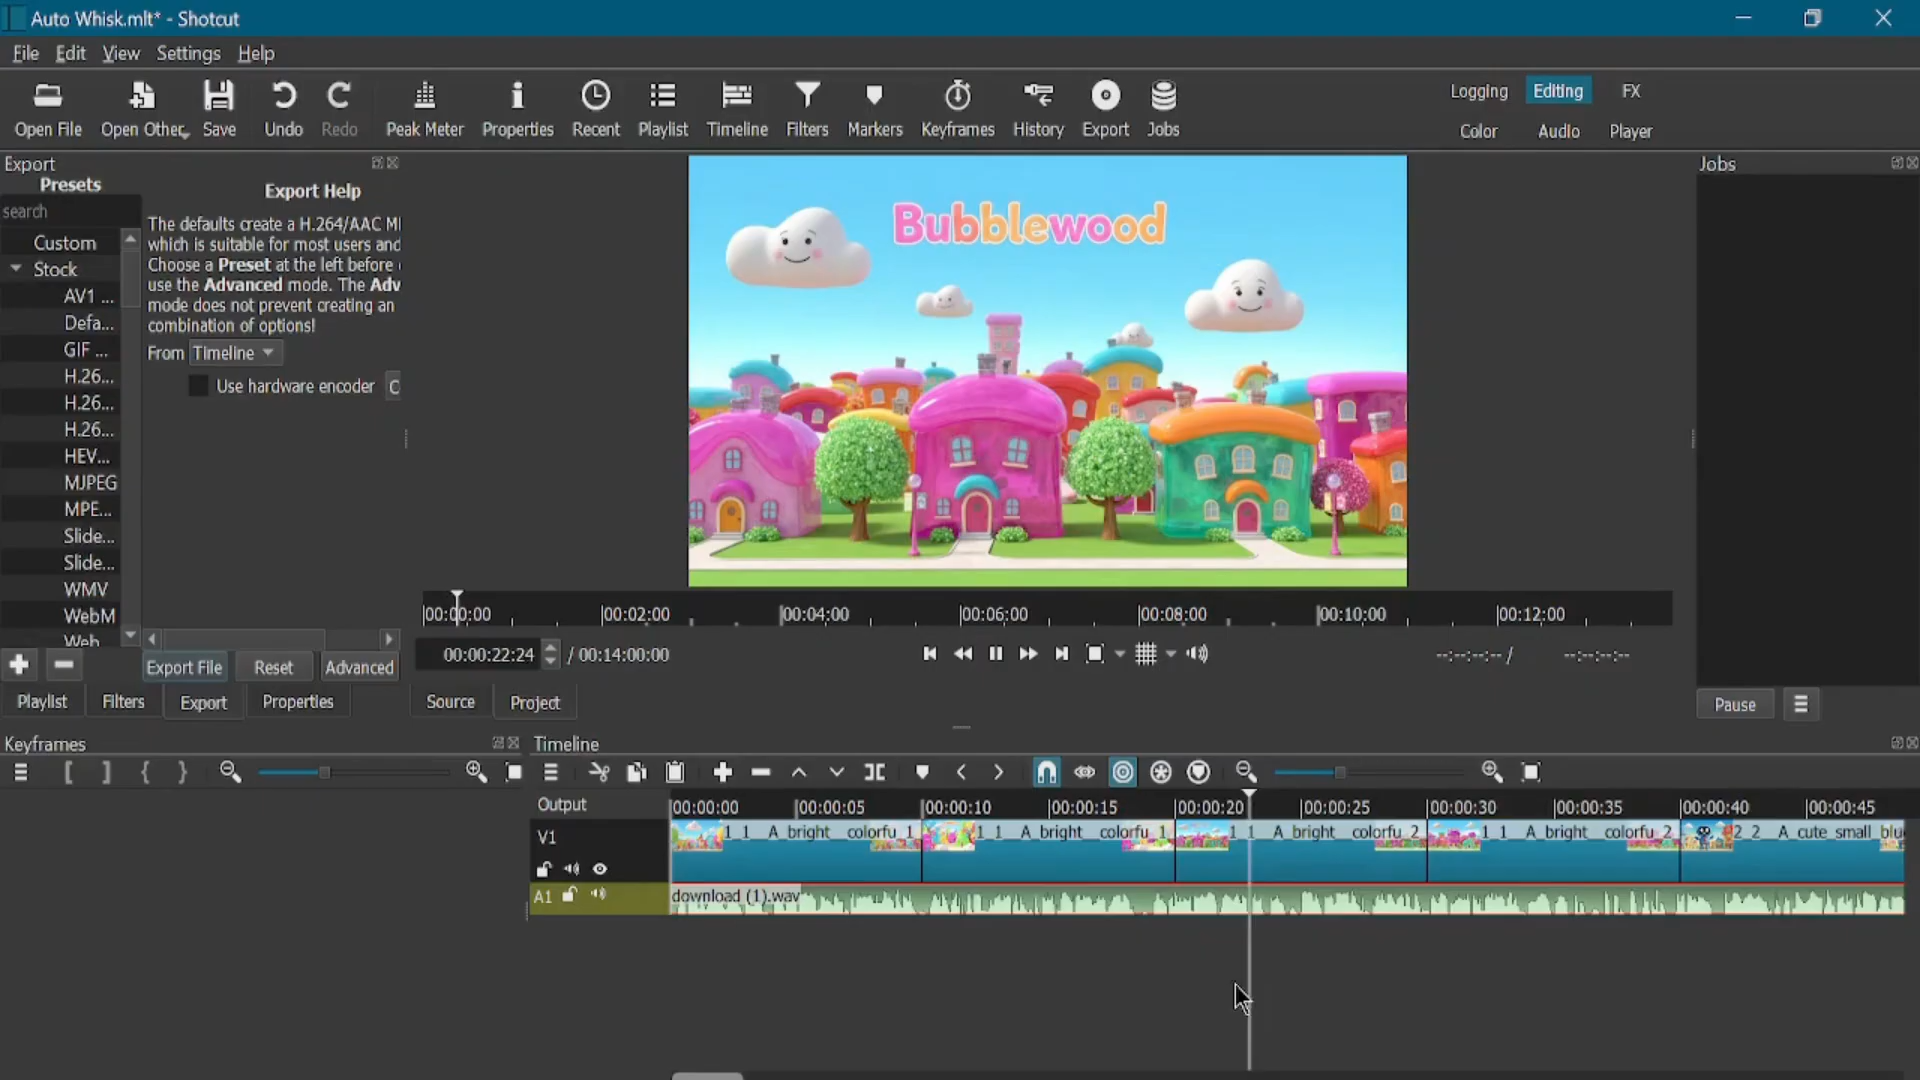 Auto Whisk.mlt* - Shotcut
File Edit View Settings Help
Open File Open Other Save Undo Redo Peak Meter Properties Recent Playlist Timeline Filters Markers Keyframes History Export Jobs
Logging Editing FX
Color Audio Player
Export
Presets
search
Custom
Stock
AV1 ...
Defa...
GIF ...
H.26...
H.26...
H.26...
HEV...
MJPEG
MPE...
Slide...
Slide...
WMV
WebM
Web
Export Help
The defaults create a H.264/AAC
which is suitable for most users and
Choose a Preset at the left before
use the Advanced mode. The Adv
mode does not prevent creating an
combination of options!
From Timeline
Use hardware encoder
Export File Reset Advanced
Playlist Filters Export Properties
Bubblewood
00:00:00 00:02:00 00:04:00 00:06:00 00:08:00 00:10:00 00:12:00
00:00:22:24 / 00:14:00:00
--:--:--:-- / --:--:--:--
Source Project
Jobs
Pause
Keyframes
Timeline
Output
00:00:00 00:00:05 00:00:10 00:00:15 00:00:20 00:00:25 00:00:30 00:00:35 00:00:40 00:00:45
V1
1_1__A_bright__colorfu_1 1_1__A_bright__colorfu_1 1_1__A_bright__colorfu_2 1_1__A_bright__colorfu_2 2_2__A_cute_small_blu
A1
download (1).wav